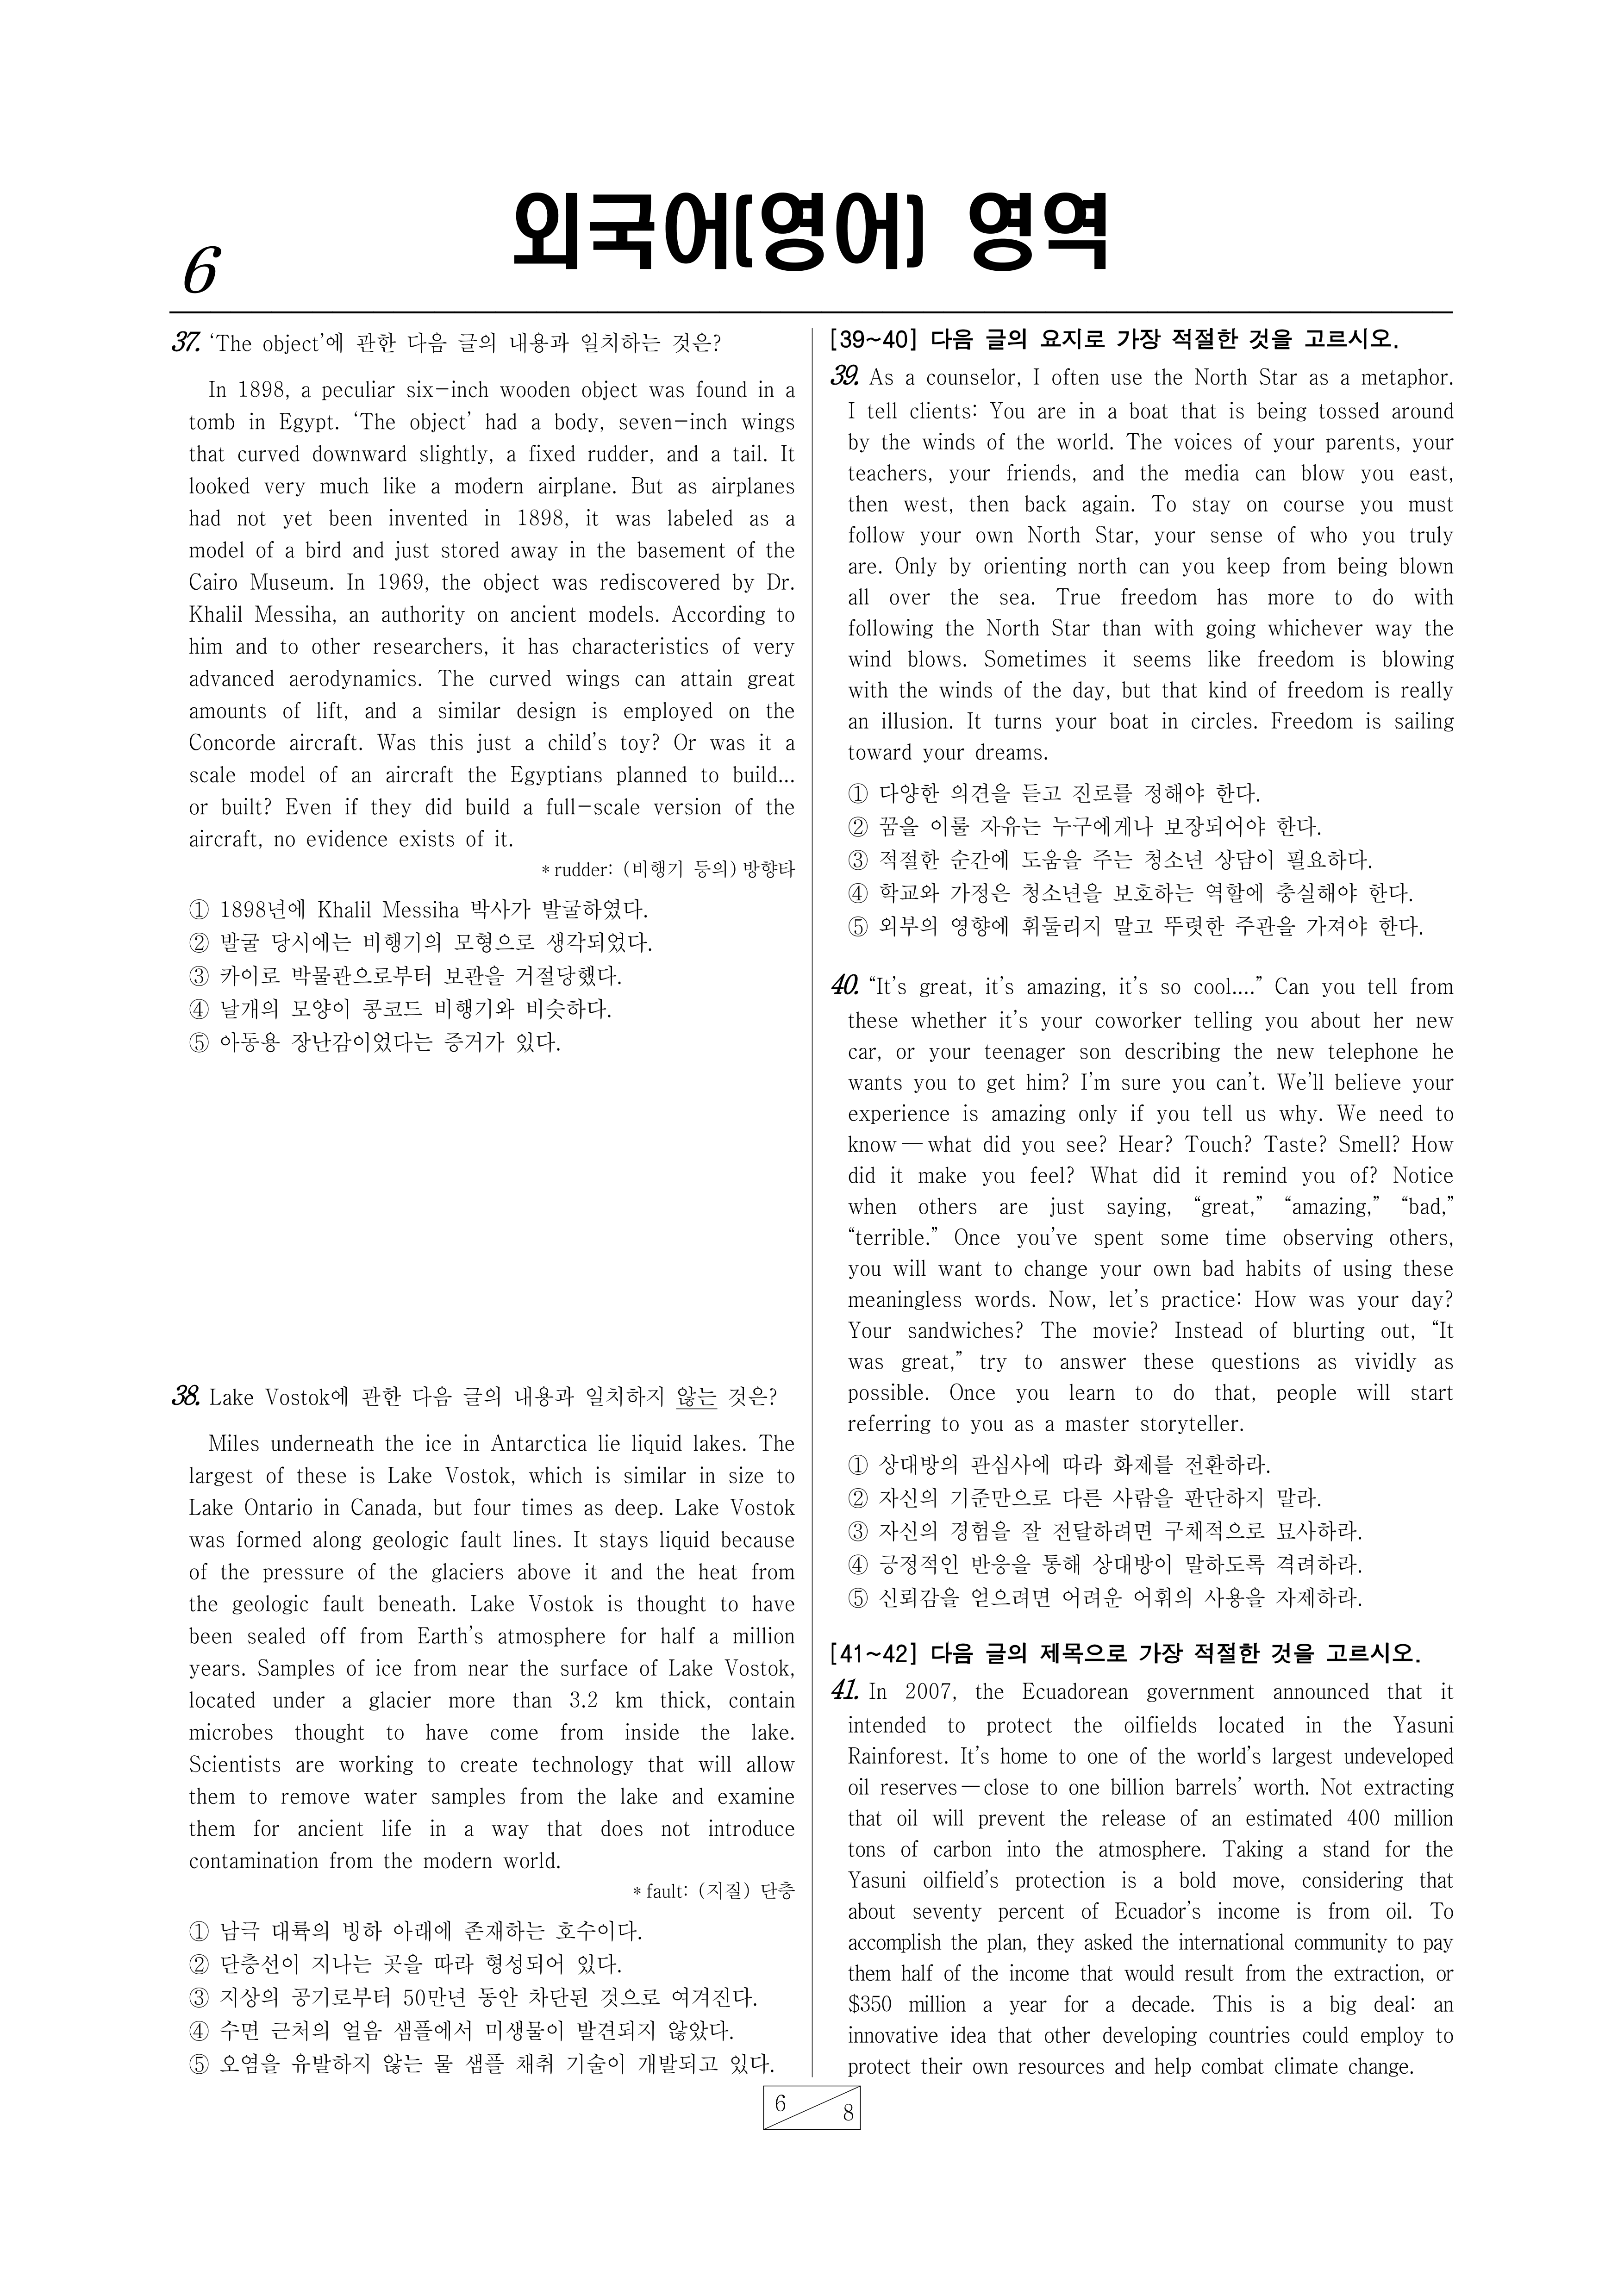 6
외국어(영어) 영역
37. ‘The object’에 관한 다음 글의 내용과 일치하는 것은?
In 1898, a peculiar six-inch wooden object was found in a
tomb in Egypt. ‘The object’ had a body, seven-inch wings
that curved downward slightly, a fixed rudder, and a tail. It
looked very much like a modern airplane. But as airplanes
had not yet been invented in 1898, it was labeled as a
model of a bird and just stored away in the basement of the
Cairo Museum. In 1969, the object was rediscovered by Dr.
Khalil Messiha, an authority on ancient models. According to
him and to other researchers, it has characteristics of very
advanced aerodynamics. The curved wings can attain great
amounts of lift, and a similar design is employed on the
Concorde aircraft. Was this just a child’s toy? Or was it a
scale model of an aircraft the Egyptians planned to build...
or built? Even if they did build a full-scale version of the
aircraft, no evidence exists of it.
* rudder: (비행기 등의) 방향타
① 1898년에 Khalil Messiha 박사가 발굴하였다.
② 발굴 당시에는 비행기의 모형으로 생각되었다.
③ 카이로 박물관으로부터 보관을 거절당했다.
④ 날개의 모양이 콩코드 비행기와 비슷하다.
⑤ 아동용 장난감이었다는 증거가 있다.
38. Lake Vostok에 관한 다음 글의 내용과 일치하지 않는 것은?
Miles underneath the ice in Antarctica lie liquid lakes. The
largest of these is Lake Vostok, which is similar in size to
Lake Ontario in Canada, but four times as deep. Lake Vostok
was formed along geologic fault lines. It stays liquid because
of the pressure of the glaciers above it and the heat from
the geologic fault beneath. Lake Vostok is thought to have
been sealed off from Earth’s atmosphere for half a million
years. Samples of ice from near the surface of Lake Vostok,
located under a glacier more than 3.2 km thick, contain
microbes thought to have come from inside the lake.
Scientists are working to create technology that will allow
them to remove water samples from the lake and examine
them for ancient life in a way that does not introduce
contamination from the modern world.
* fault: (지질) 단층
① 남극 대륙의 빙하 아래에 존재하는 호수이다.
② 단층선이 지나는 곳을 따라 형성되어 있다.
③ 지상의 공기로부터 50만년 동안 차단된 것으로 여겨진다.
④ 수면 근처의 얼음 샘플에서 미생물이 발견되지 않았다.
⑤ 오염을 유발하지 않는 물 샘플 채취 기술이 개발되고 있다.
[39~40] 다음 글의 요지로 가장 적절한 것을 고르시오.
39. As a counselor, I often use the North Star as a metaphor.
I tell clients: You are in a boat that is being tossed around
by the winds of the world. The voices of your parents, your
teachers, your friends, and the media can blow you east,
then west, then back again. To stay on course you must
follow your own North Star, your sense of who you truly
are. Only by orienting north can you keep from being blown
all over the sea. True freedom has more to do with
following the North Star than with going whichever way the
wind blows. Sometimes it seems like freedom is blowing
with the winds of the day, but that kind of freedom is really
an illusion. It turns your boat in circles. Freedom is sailing
toward your dreams.
① 다양한 의견을 듣고 진로를 정해야 한다.
② 꿈을 이룰 자유는 누구에게나 보장되어야 한다.
③ 적절한 순간에 도움을 주는 청소년 상담이 필요하다.
④ 학교와 가정은 청소년을 보호하는 역할에 충실해야 한다.
⑤ 외부의 영향에 휘둘리지 말고 뚜렷한 주관을 가져야 한다.
40. “It’s great, it’s amazing, it’s so cool....” Can you tell from
these whether it’s your coworker telling you about her new
car, or your teenager son describing the new telephone he
wants you to get him? I’m sure you can’t. We’ll believe your
experience is amazing only if you tell us why. We need to
know — what did you see? Hear? Touch? Taste? Smell? How
did it make you feel? What did it remind you of? Notice
when others are just saying, “great,” “amazing,” “bad,”
“terrible.” Once you’ve spent some time observing others,
you will want to change your own bad habits of using these
meaningless words. Now, let’s practice: How was your day?
Your sandwiches? The movie? Instead of blurting out, “It
was great,” try to answer these questions as vividly as
possible. Once you learn to do that, people will start
referring to you as a master storyteller.
① 상대방의 관심사에 따라 화제를 전환하라.
② 자신의 기준만으로 다른 사람을 판단하지 말라.
③ 자신의 경험을 잘 전달하려면 구체적으로 묘사하라.
④ 긍정적인 반응을 통해 상대방이 말하도록 격려하라.
⑤ 신뢰감을 얻으려면 어려운 어휘의 사용을 자제하라.
[41~42] 다음 글의 제목으로 가장 적절한 것을 고르시오.
41. In 2007, the Ecuadorean government announced that it
intended to protect the oilfields located in the Yasuni
Rainforest. It’s home to one of the world’s largest undeveloped
oil reserves — close to one billion barrels’ worth. Not extracting
that oil will prevent the release of an estimated 400 million
tons of carbon into the atmosphere. Taking a stand for the
Yasuni oilfield’s protection is a bold move, considering that
about seventy percent of Ecuador’s income is from oil. To
accomplish the plan, they asked the international community to pay
them half of the income that would result from the extraction, or
$350 million a year for a decade. This is a big deal: an
innovative idea that other developing countries could employ to
protect their own resources and help combat climate change.
6
8